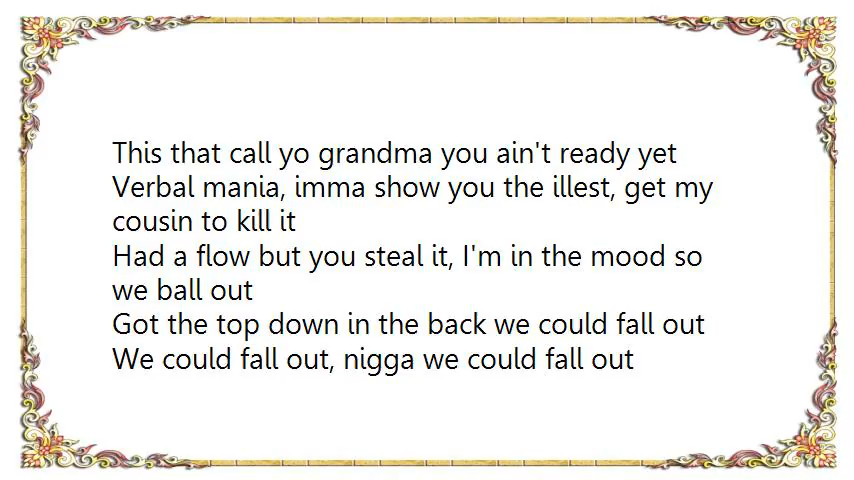 This that call yo grandma you ain't ready yet
Verbal mania, imma show you the illest, get my
cousin to kill it
Had a flow but you steal it, I'm in the mood so
we ball out
Got the top down in the back we could fall out
We could fall out, nigga we could fall out